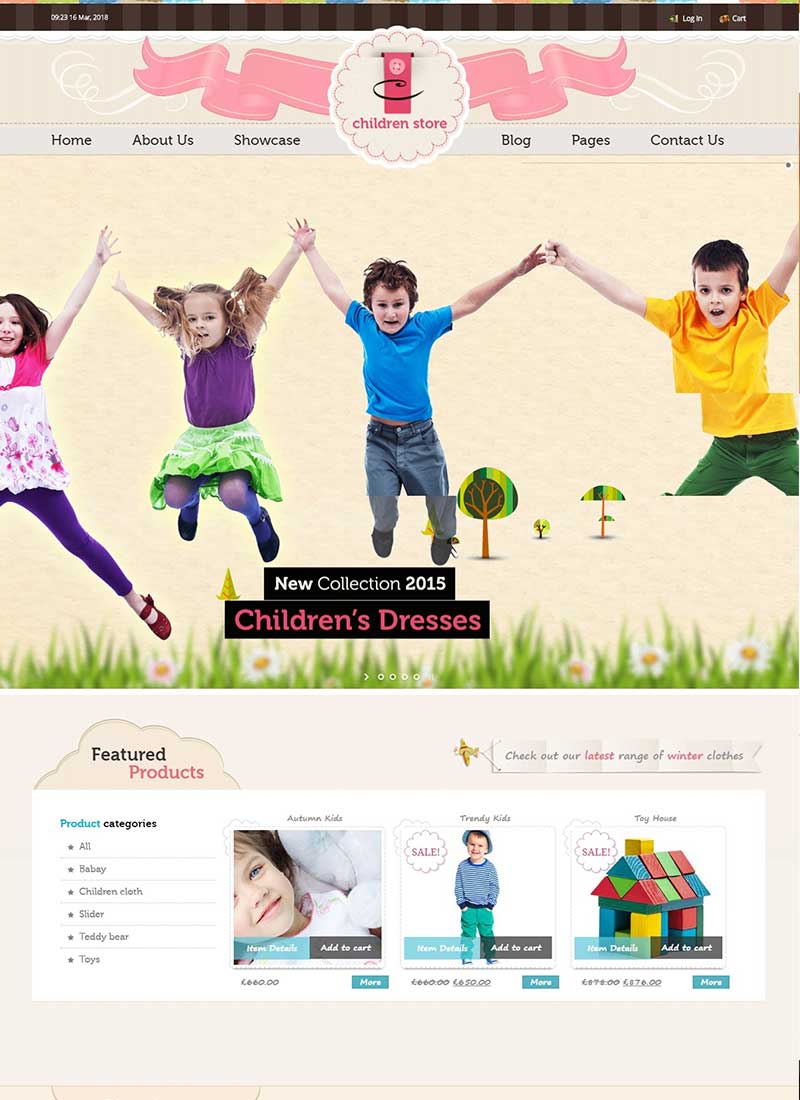 09:23 16 Mar, 2018
Log In
Cart
children store
Home
About Us
Showcase
Blog
Pages
Contact Us
New Collection 2015
Children's Dresses
Featured
Products
Check out our latest range of winter clothes
Product categories
All
Babay
Children cloth
Slider
Teddy bear
Toys
Autumn Kids
Item Details
Add to cart
£660.00
More
Trendy Kids
SALE!
Item Details
Add to cart
£660.00 £650.00
More
Toy House
SALE!
Item Details
Add to cart
£878.00 £876.00
More